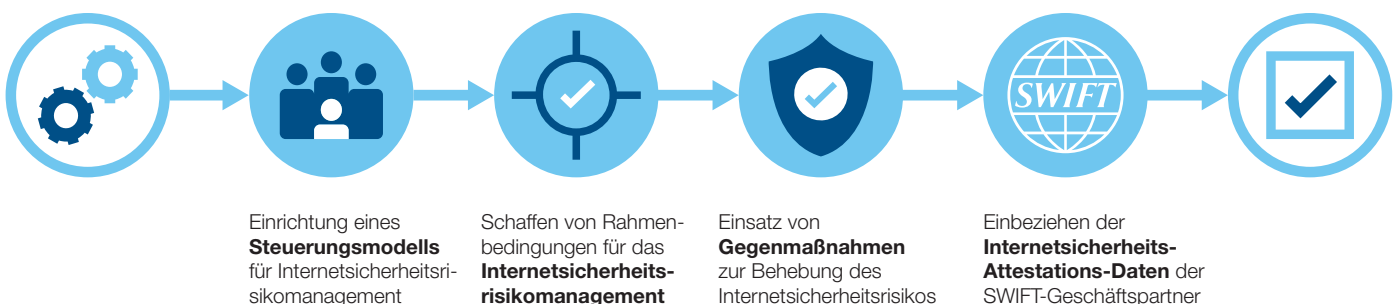 SWIFT
Einrichtung eines
Steuerungsmodells
für Internetsicherheitsri-
sikomanagement
Schaffen von Rahmen-
bedingungen für das
Internetsicherheits-
risikomanagement
Einsatz von
Gegenmaßnahmen
zur Behebung des
Internetsicherheitsrisikos
Einbeziehen der
Internetsicherheits-
Attestations-Daten der
SWIFT-Geschäftspartner